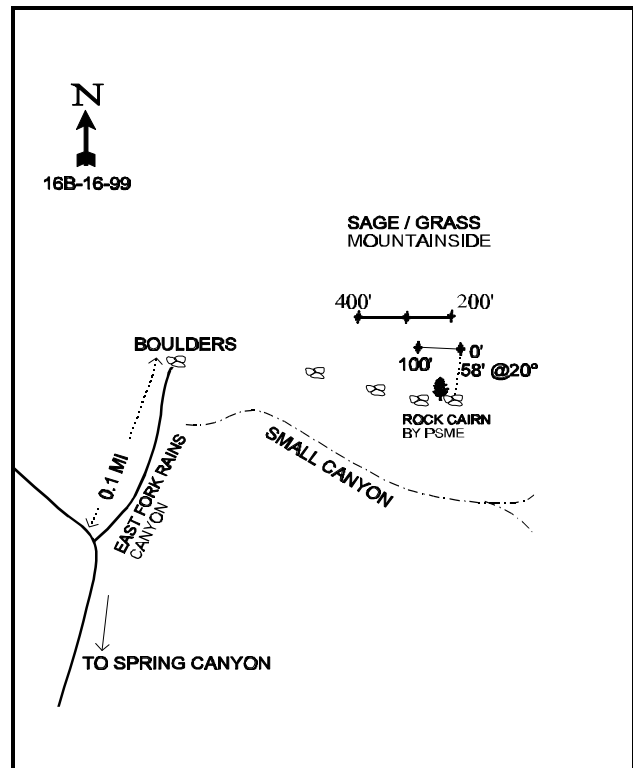 N
16B-16-99
SAGE / GRASS
MOUNTAINSIDE
400'
200'
BOULDERS
100'
0'
58' @20°
ROCK CAIRN
BY PSME
SMALL CANYON
0.1 MI
EAST FORK RAINS
CANYON
TO SPRING CANYON